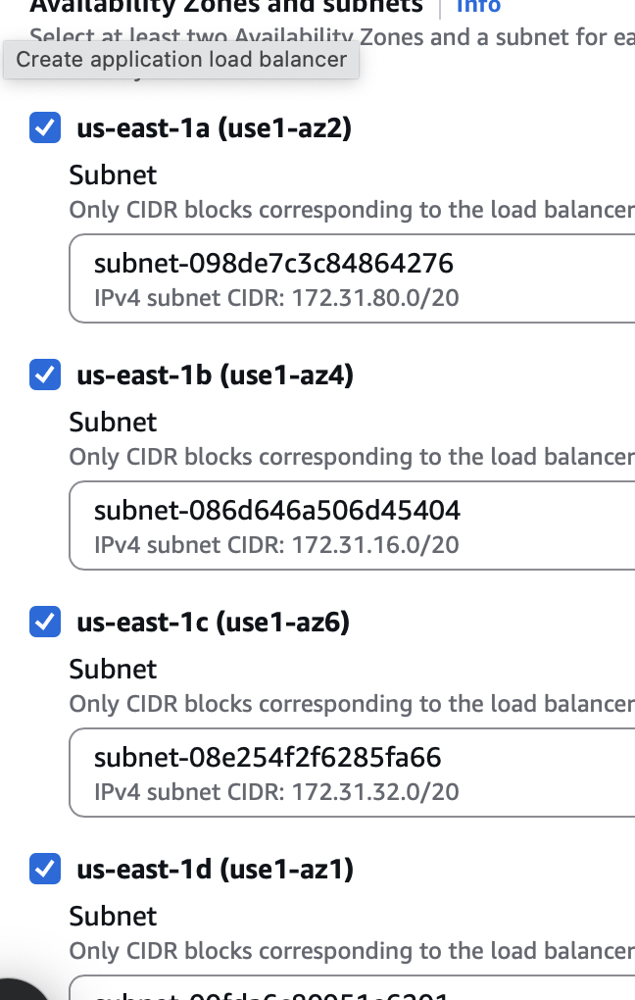 Availability Zones and subnets | Info
Select at least two Availability Zones and a subnet for ea
Create application load balancer
us-east-1a (use1-az2)
Subnet
Only CIDR blocks corresponding to the load balancer
subnet-098de7c3c84864276
IPv4 subnet CIDR: 172.31.80.0/20
us-east-1b (use1-az4)
Subnet
Only CIDR blocks corresponding to the load balancer
subnet-086d646a506d45404
IPv4 subnet CIDR: 172.31.16.0/20
us-east-1c (use1-az6)
Subnet
Only CIDR blocks corresponding to the load balancer
subnet-08e254f2f6285fa66
IPv4 subnet CIDR: 172.31.32.0/20
us-east-1d (use1-az1)
Subnet
Only CIDR blocks corresponding to the load balancer